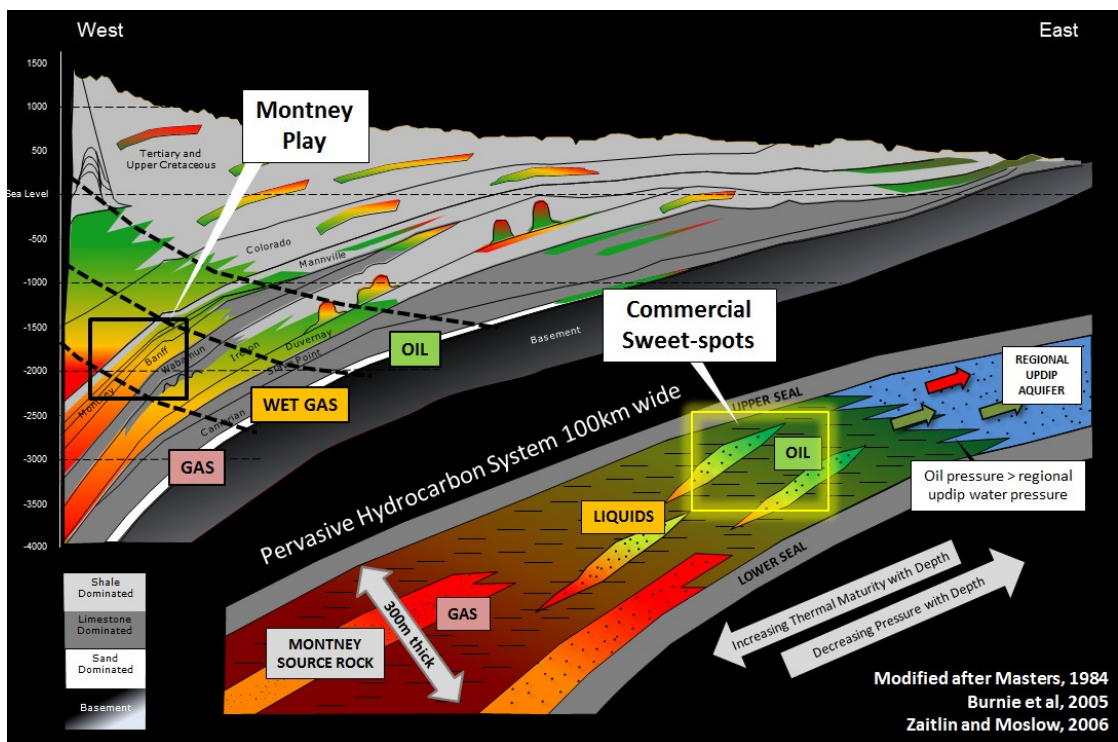 West
East
1500
1000
500
Sea Level
-500
-1000
-1500
-2000
-2500
-3000
-3500
-4000
Montney
Play
Tertiary and
Upper Cretaceous
Colorado
Mannville
Banff
Wabamun
Ireton
Duvernay
Slave Point
Cambrian
Montney
Basement
OIL
WET GAS
GAS
Commercial
Sweet-spots
Pervasive Hydrocarbon System 100km wide
UPPER SEAL
REGIONAL
UPDIP
AQUIFER
OIL
Oil pressure > regional
updip water pressure
LIQUIDS
LOWER SEAL
GAS
300m thick
MONTNEY
SOURCE ROCK
Increasing Thermal Maturity with Depth
Decreasing Pressure with Depth
Shale
Dominated
Limestone
Dominated
Sand
Dominated
Basement
Modified after Masters, 1984
Burnie et al, 2005
Zaitlin and Moslow, 2006